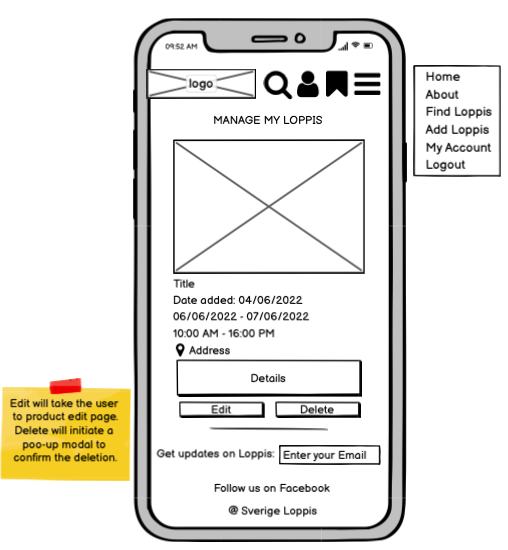 09:52 AM
logo
MANAGE MY LOPPIS
Title
Date added: 04/06/2022
06/06/2022 - 07/06/2022
10:00 AM - 16:00 PM
Address
Details
Edit
Delete
Get updates on Loppis:
Enter your Email
Follow us on Facebook
@ Sverige Loppis
Home
About
Find Loppis
Add Loppis
My Account
Logout
Edit will take the user
to product edit page.
Delete will initiate a
poo-up modal to
confirm the deletion.